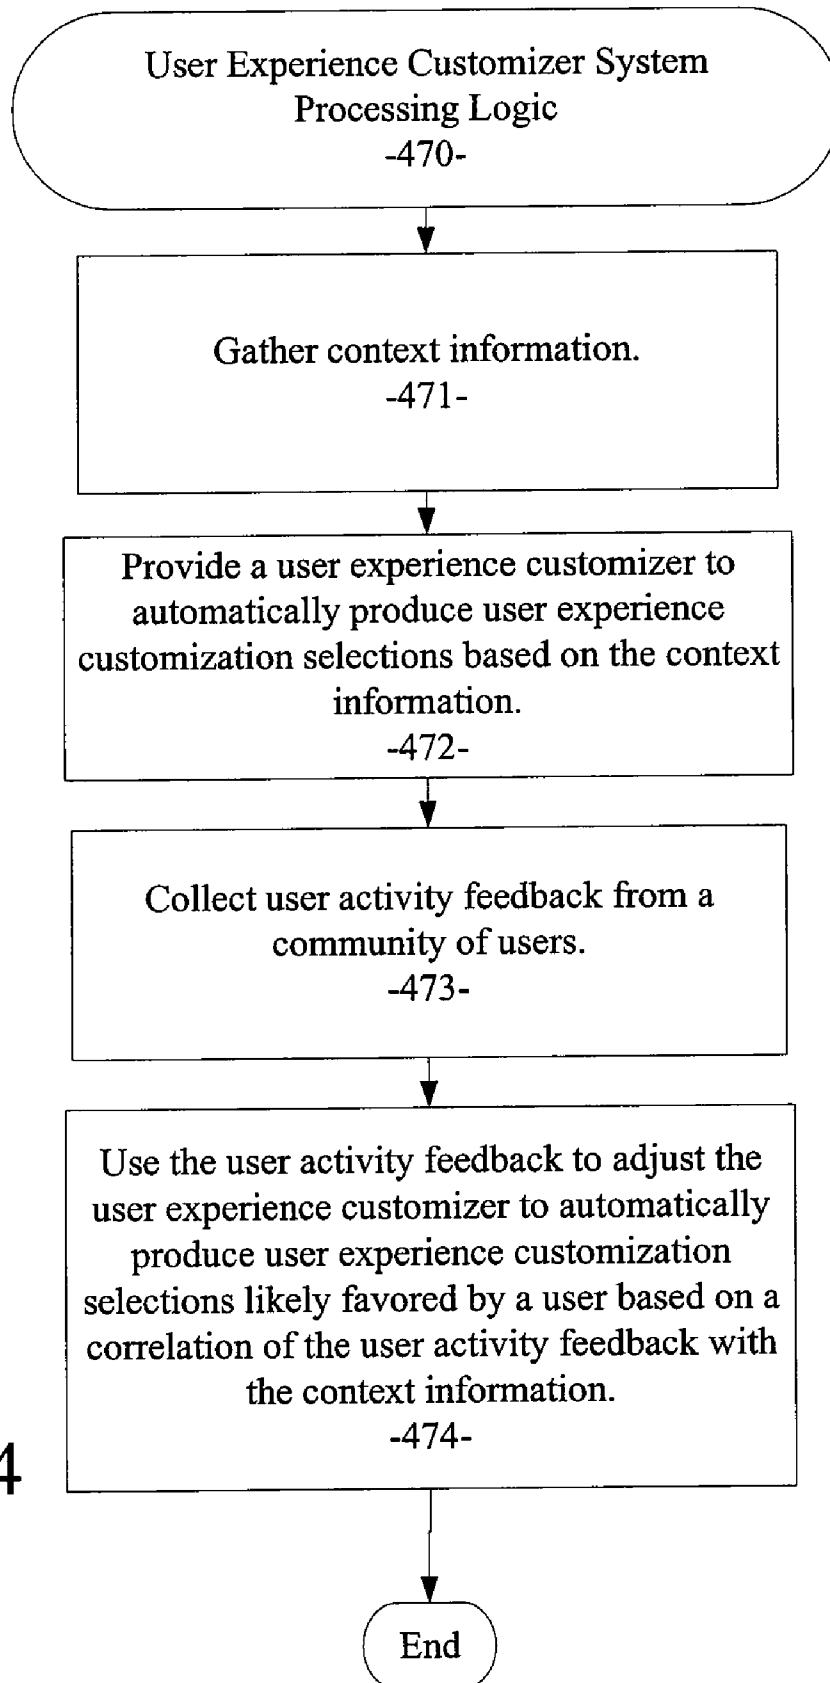 User Experience Customizer System
Processing Logic
-470-
Gather context information.
-471-
Provide a user experience customizer to
automatically produce user experience
customization selections based on the context
information.
-472-
Collect user activity feedback from a
community of users.
-473-
Use the user activity feedback to adjust the
user experience customizer to automatically
produce user experience customization
selections likely favored by a user based on a
correlation of the user activity feedback with
the context information.
-474-
4
End